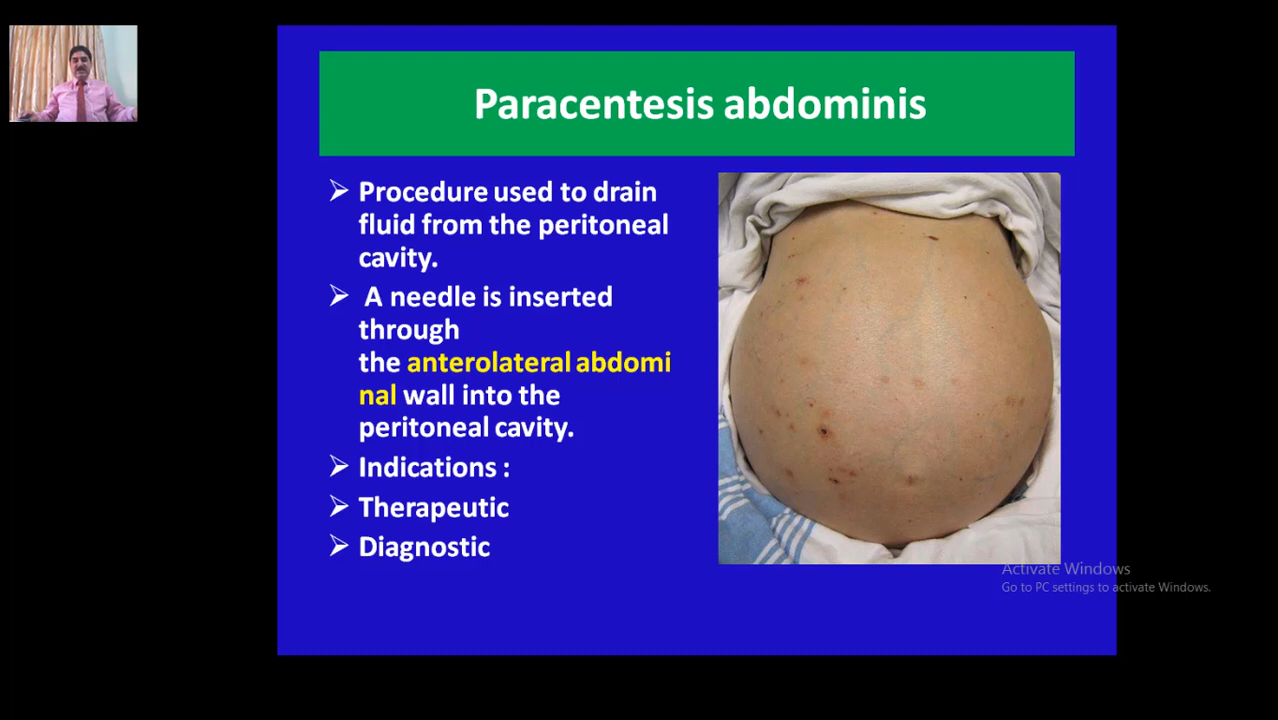 Paracentesis abdominis
➢ Procedure used to drain
fluid from the peritoneal
cavity.
➢ A needle is inserted
through
the anterolateral abdomi
nal wall into the
peritoneal cavity.
➢ Indications :
➢ Therapeutic
➢ Diagnostic
Activate Windows
Go to PC settings to activate Windows.